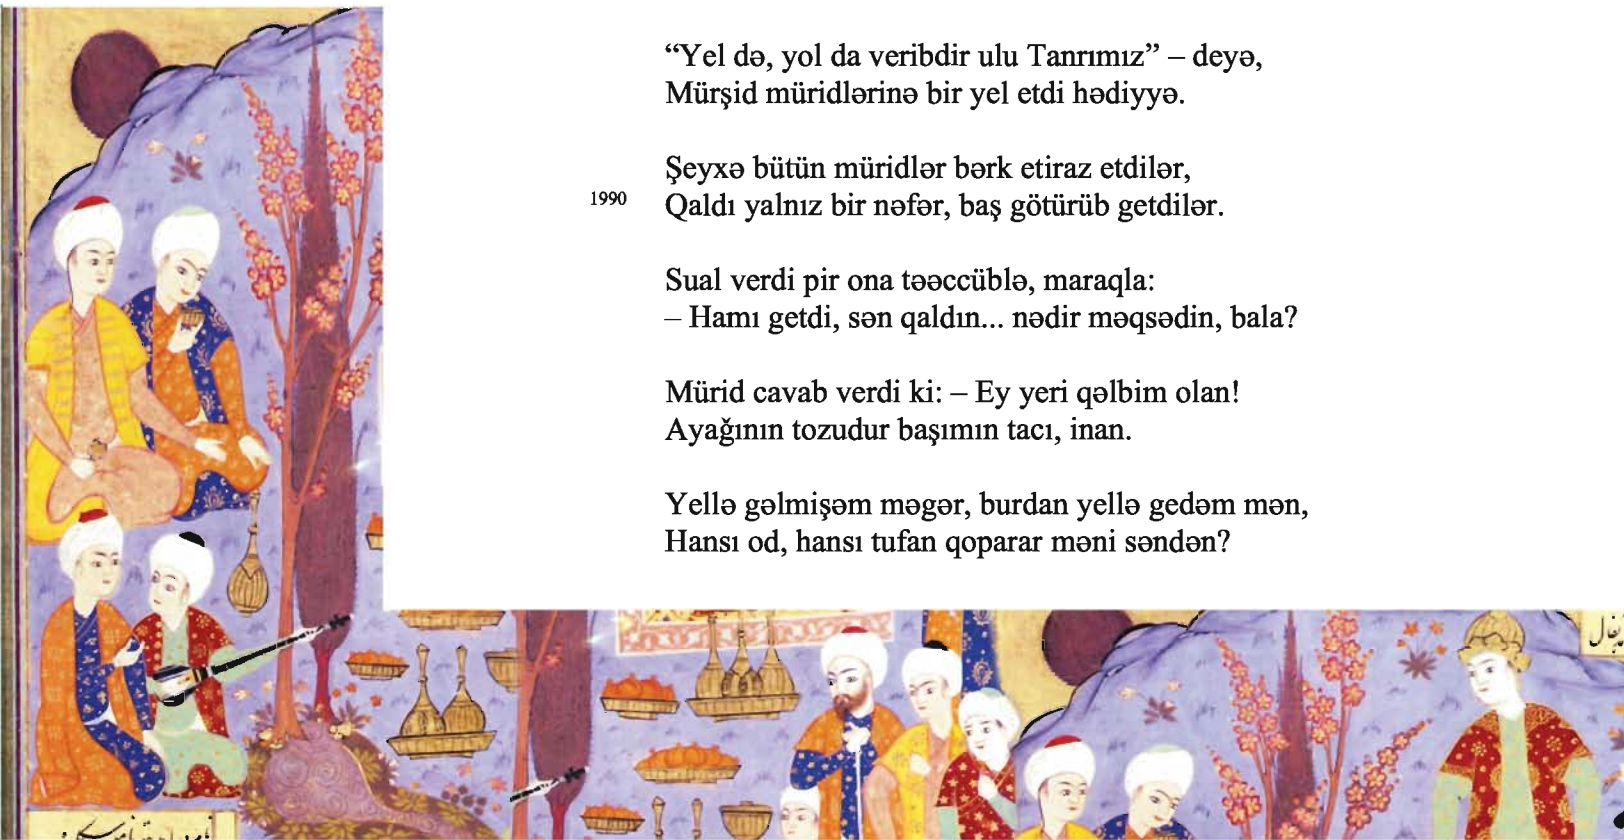 “Yel də, yol da veribdir ulu Tanrımız” – deyə,
Mürşid müridlərinə bir yel etdi hədiyyə.
Şeyxə bütün müridlər bərk etiraz etdilər,
1990 Qaldı yalnız bir nəfər, baş götürüb getdilər.
Sual verdi pir ona təəccüblə, maraqla:
– Hamı getdi, sən qaldın... nədir məqsədin, bala?
Mürid cavab verdi ki: – Ey yeri qəlbim olan!
Ayağının tozudur başımın tacı, inan.
Yellə gəlmişəm məgər, burdan yellə gedəm mən,
Hansı od, hansı tufan qoparar məni səndən?